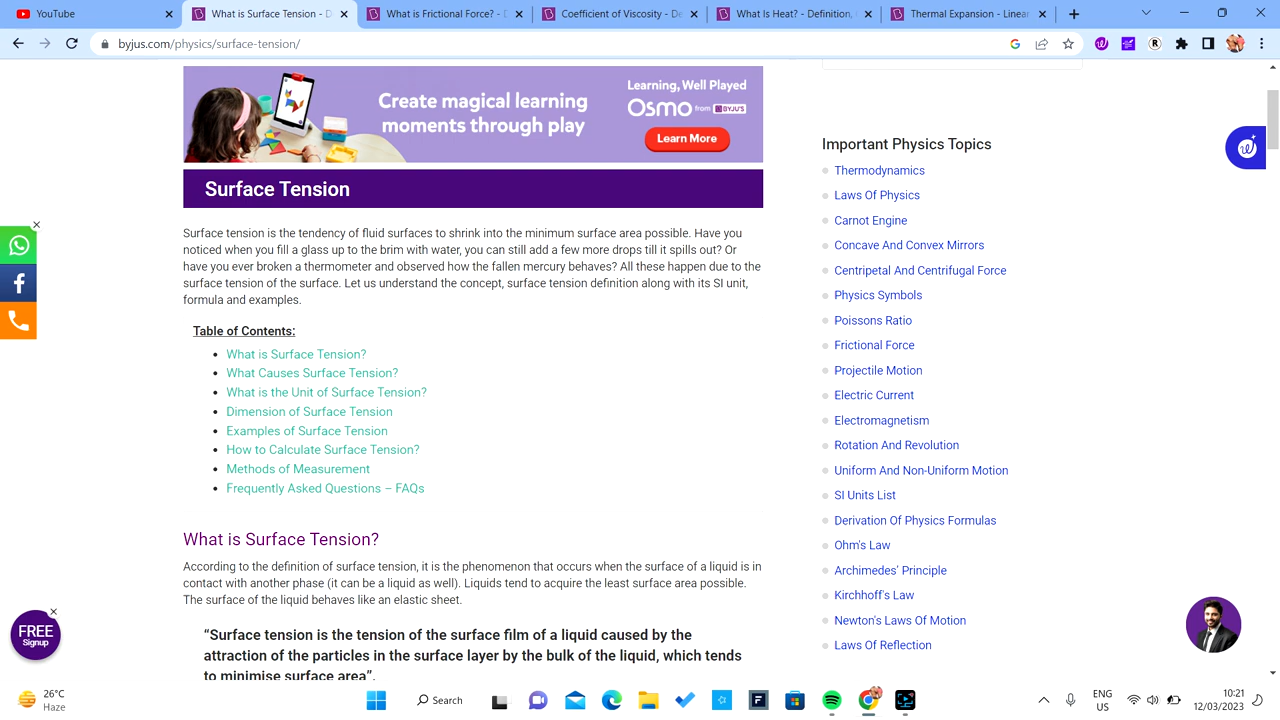 Surface Tension - Definition, F
What is Viscosity? - Definition
Coefficient of Viscosity - Defin
What Is Heat? - Definition, Fo
Thermal Expansion - Linear
byjus.com/physics/surface-tension/
Create magical learning
moments through play
Learning, Well Played
Osmo from BYJU'S
Learn More
Surface Tension
Surface tension is the tendency of fluid surfaces to shrink into the minimum surface area possible. Have you
noticed when you fill a glass up to the brim with water, you can still add a few more drops till it spills out? Or
have you ever broken a thermometer and observed how the fallen mercury behaves? All these happen due to the
surface tension of the surface. Let us understand the concept, surface tension definition along with its SI unit,
formula and examples.
Table of Contents:
What is Surface Tension?
What Causes Surface Tension?
What is the Unit of Surface Tension?
Dimension of Surface Tension
Examples of Surface Tension
How to Calculate Surface Tension?
Methods of Measurement
Frequently Asked Questions – FAQs
What is Surface Tension?
According to the definition of surface tension, it is the phenomenon that occurs when the surface of a liquid is in
contact with another phase (it can be a liquid as well). Liquids tend to acquire the least surface area possible.
The surface of the liquid behaves like an elastic sheet.
“Surface tension is the tension of the surface film of a liquid caused by the
attraction of the particles in the surface layer by the bulk of the liquid, which tends
to minimise surface area”.
Important Physics Topics
Thermodynamics
Laws Of Physics
Carnot Engine
Concave And Convex Mirrors
Centripetal And Centrifugal Force
Physics Symbols
Poissons Ratio
Frictional Force
Projectile Motion
Electric Current
Electromagnetism
Rotation And Revolution
Uniform And Non-Uniform Motion
SI Units List
Derivation Of Physics Formulas
Ohm's Law
Archimedes’ Principle
Kirchhoff's Law
Newton's Laws Of Motion
Laws Of Reflection
FREE
Signup
26°C
Haze
Search
ENG
US
10:21
12/03/2023